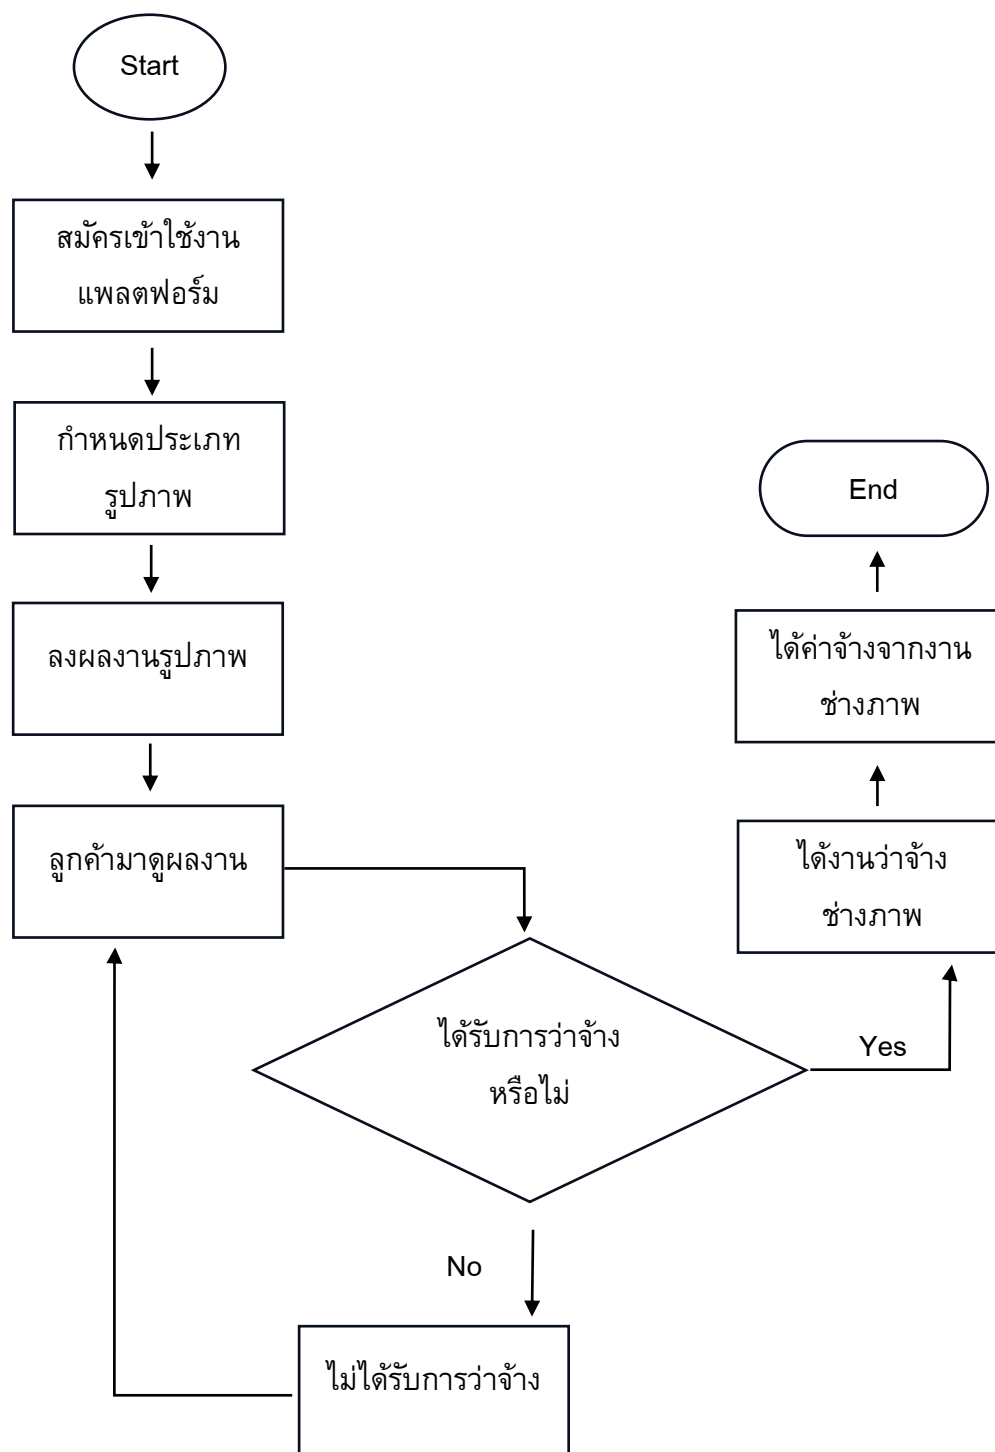 Start
สมัครเข้าใช้งาน
แพลตฟอร์ม
กำหนดประเภท
รูปภาพ
ลงผลงานรูปภาพ
ลูกค้ามาดูผลงาน
ได้รับการว่าจ้าง
หรือไม่
No
ไม่ได้รับการว่าจ้าง
Yes
ได้งานว่าจ้าง
ช่างภาพ
ได้ค่าจ้างจากงาน
ช่างภาพ
End